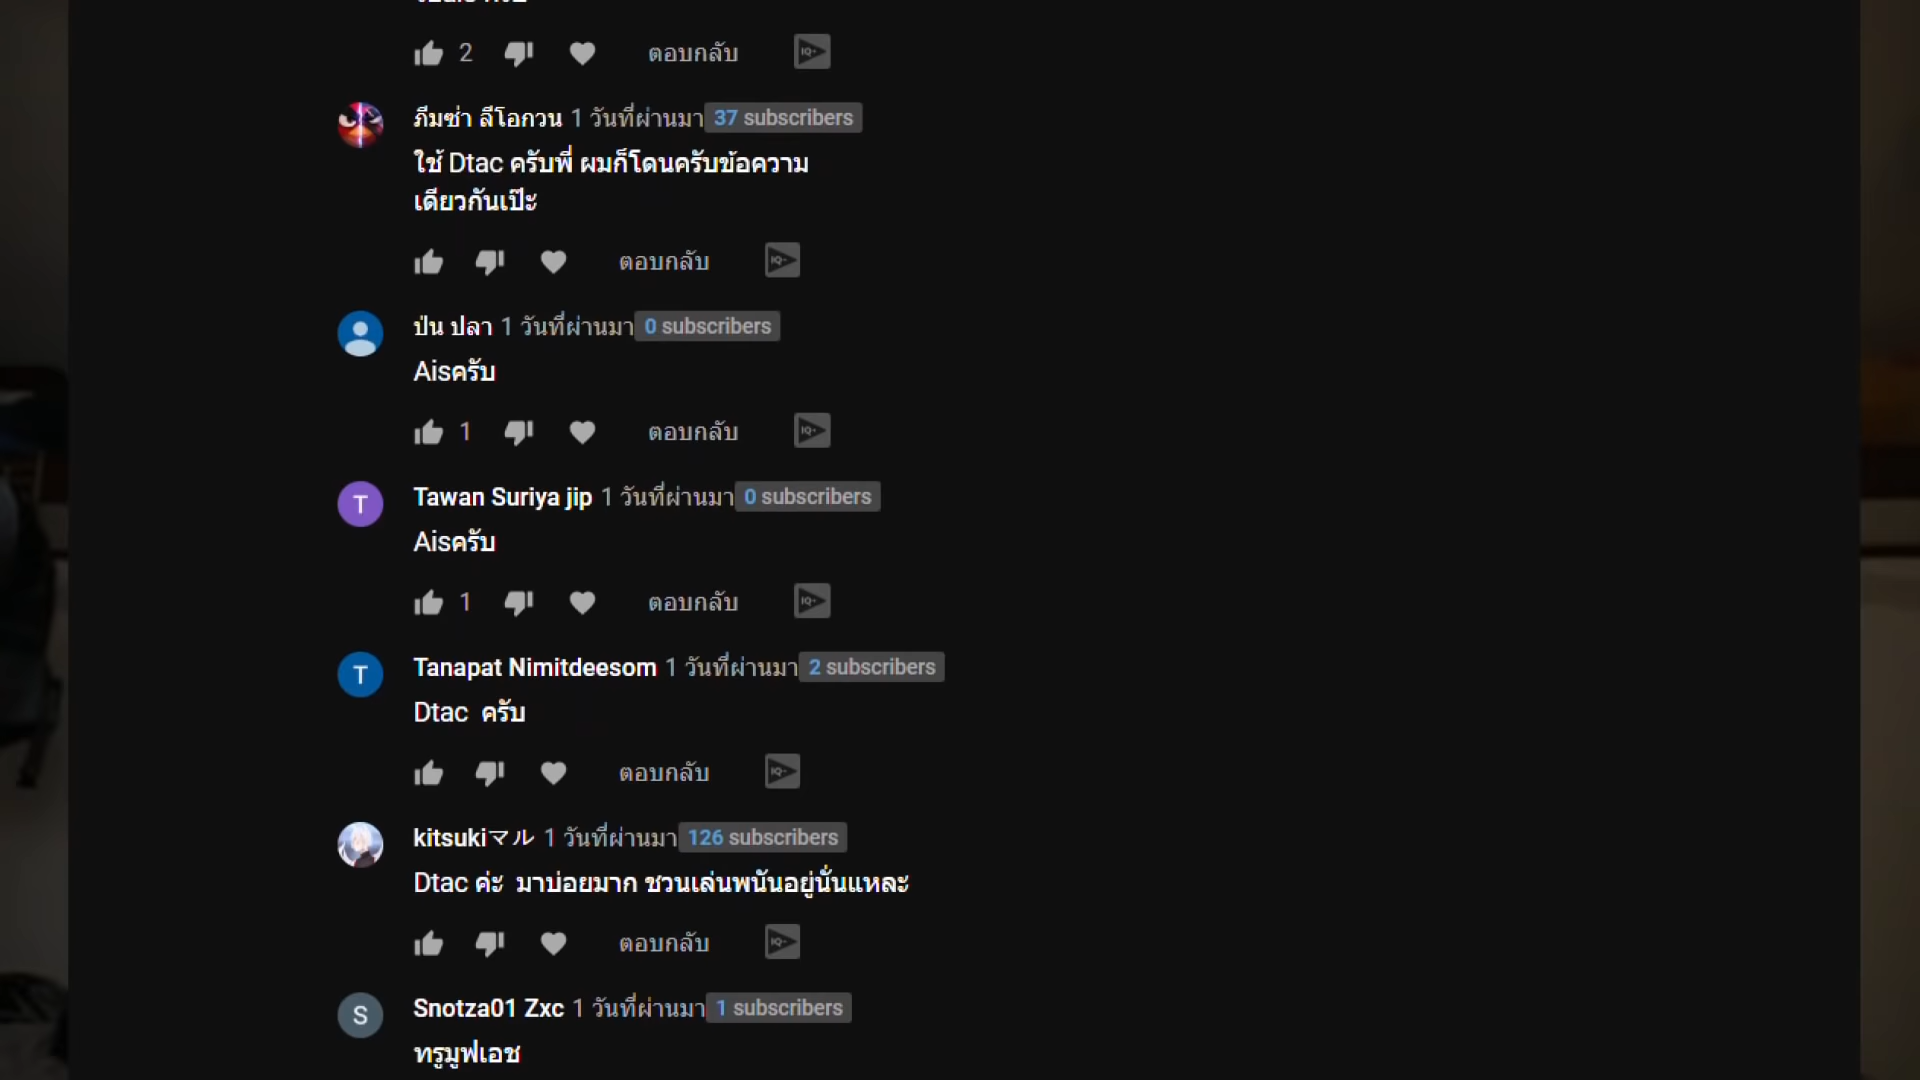 2 ตอบกลับ
ภีมซ่า ลีโอกวน 1 วันที่ผ่านมา 37 subscribers
ใช้ Dtac ครับพี่ ผมก็โดนครับข้อความ
เดียวกันเป๊ะ
ตอบกลับ
ป่น ปลา 1 วันที่ผ่านมา 0 subscribers
Aisครับ
1 ตอบกลับ
T Tawan Suriya jip 1 วันที่ผ่านมา 0 subscribers
Aisครับ
1 ตอบกลับ
T Tanapat Nimitdeesom 1 วันที่ผ่านมา 2 subscribers
Dtac  ครับ
ตอบกลับ
kitsukiマル 1 วันที่ผ่านมา 126 subscribers
Dtac ค่ะ  มาบ่อยมาก ชวนเล่นพนันอยู่นั่นแหละ
ตอบกลับ
S Snotza01 Zxc 1 วันที่ผ่านมา 1 subscribers
ทรูมูฟเอช